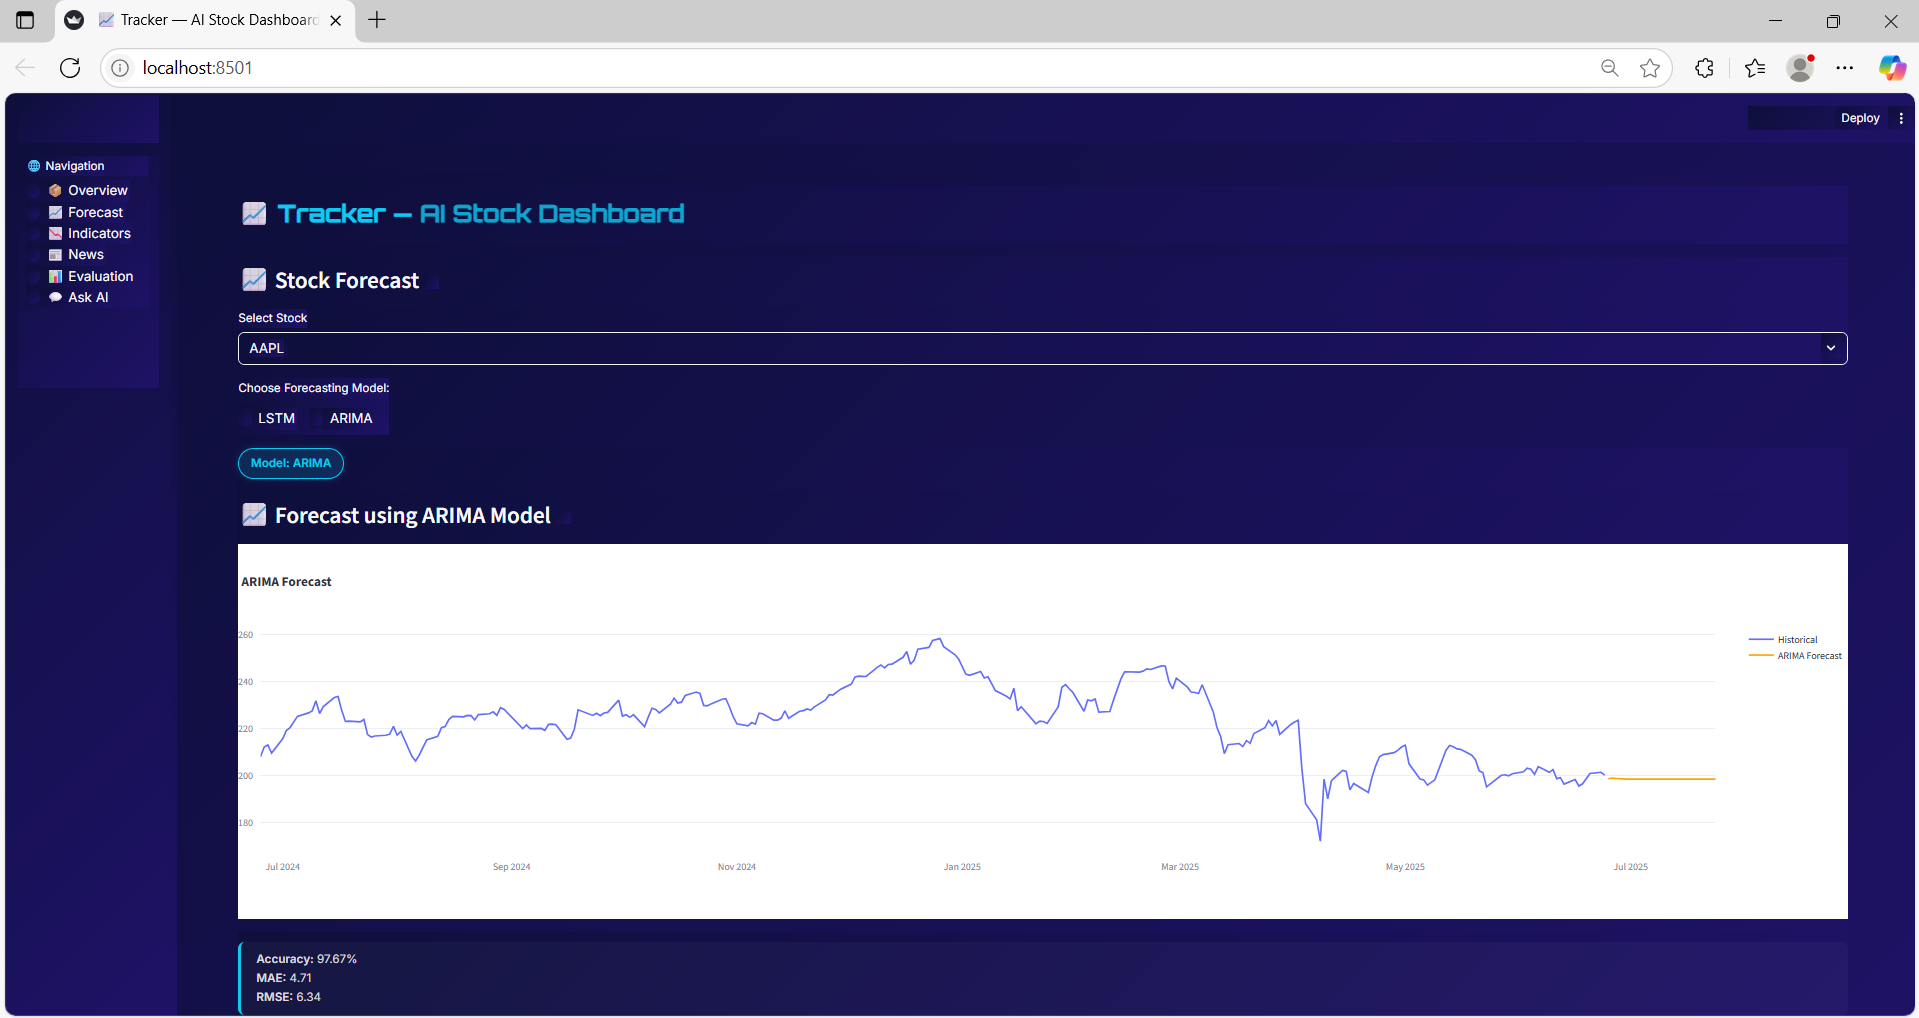 Tracker — AI Stock Dashboard
localhost:8501
Deploy
Navigation
Overview
Forecast
Indicators
News
Evaluation
Ask AI
Tracker — AI Stock Dashboard
Stock Forecast
Select Stock
AAPL
Choose Forecasting Model:
LSTM ARIMA
Model: ARIMA
Forecast using ARIMA Model
ARIMA Forecast
260
240
220
200
180
Jul 2024 Sep 2024 Nov 2024 Jan 2025 Mar 2025 May 2025 Jul 2025
Historical
ARIMA Forecast
Accuracy: 97.67%
MAE: 4.71
RMSE: 6.34